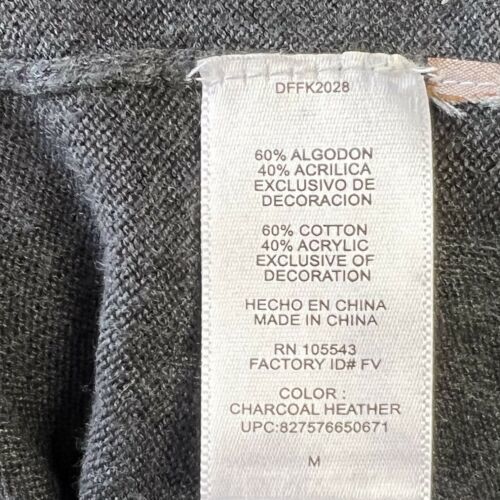 DFFK2028
60% ALGODON
40% ACRILICA
EXCLUSIVO DE
DECORACION
60% COTTON
40% ACRYLIC
EXCLUSIVE OF
DECORATION
HECHO EN CHINA
MADE IN CHINA
RN 105543
FACTORY ID# FV
COLOR :
CHARCOAL HEATHER
UPC:827576650671
M